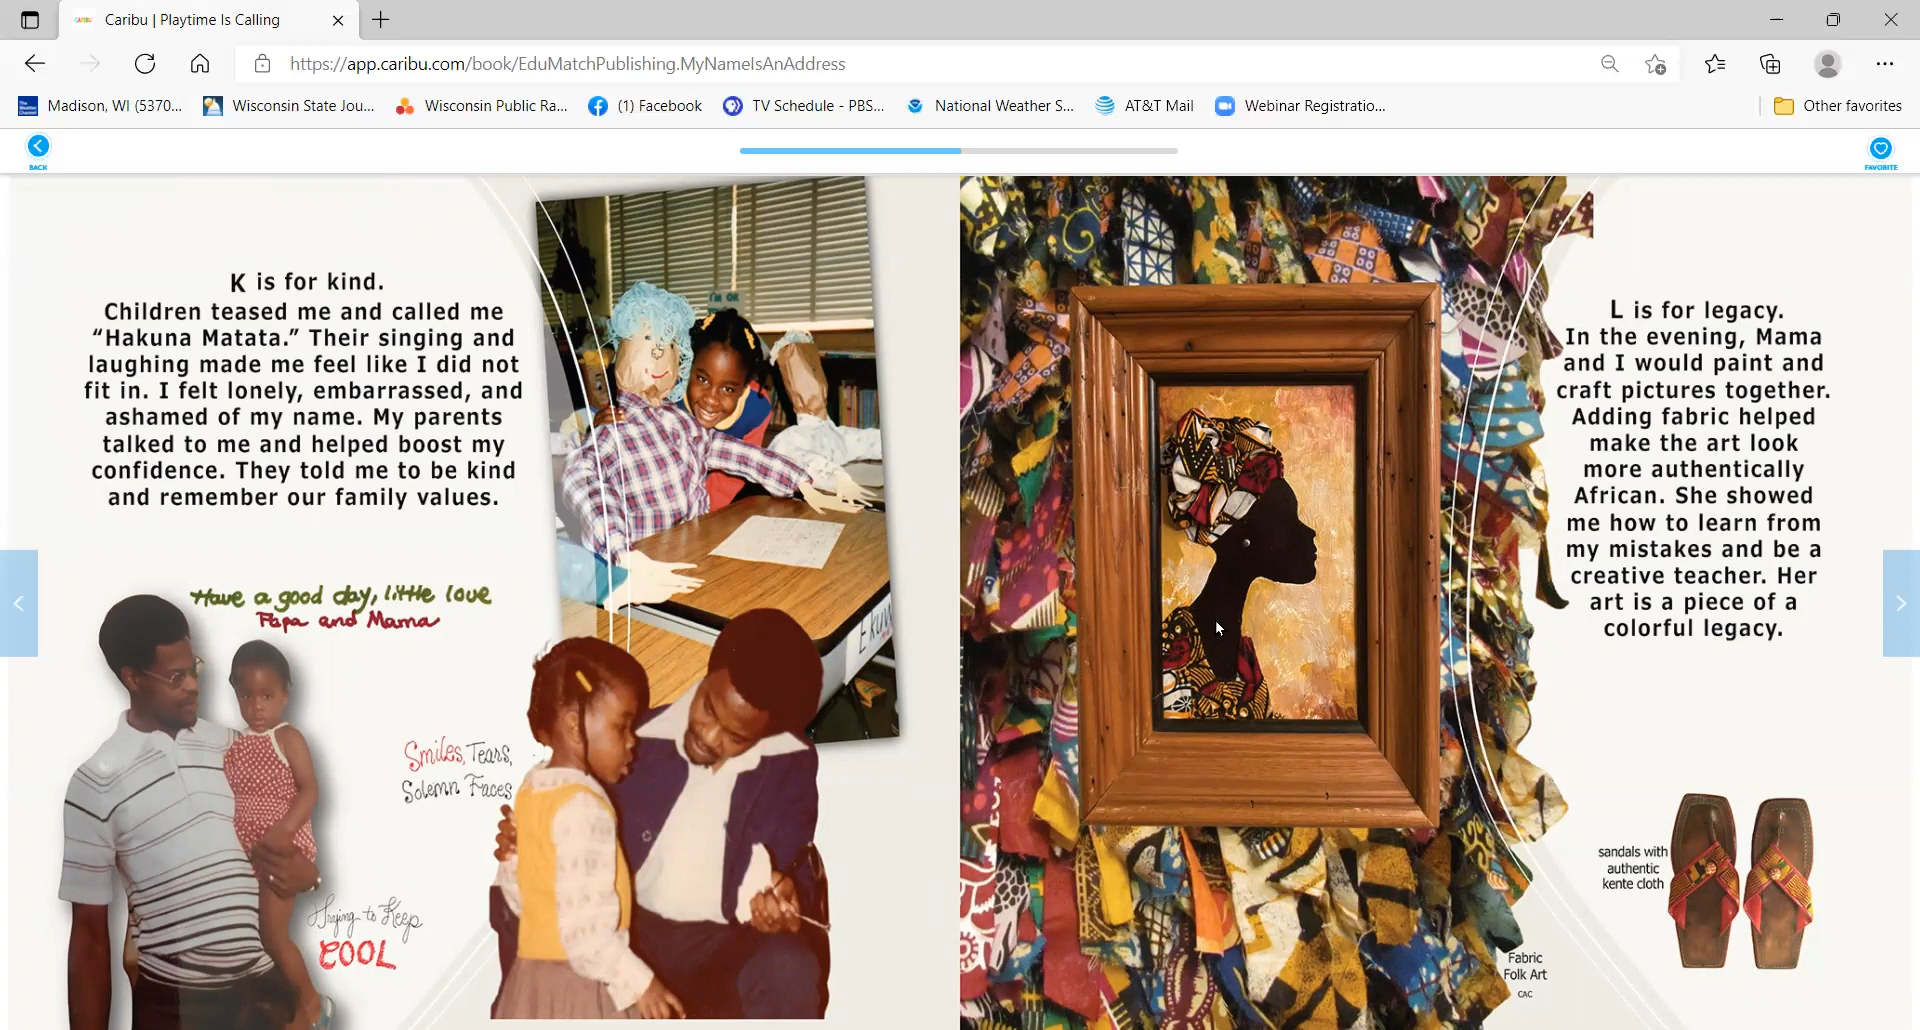 Caribu | Playtime Is Calling
https://app.caribu.com/book/EduMatchPublishing.MyNameIsAnAddress
Madison, WI (5370...
Wisconsin State Jou...
Wisconsin Public Ra...
(1) Facebook
TV Schedule - PBS...
National Weather S...
AT&T Mail
Webinar Registratio...
Other favorites
BACK
FAVORITE
K is for kind.
Children teased me and called me
“Hakuna Matata.” Their singing and
laughing made me feel like I did not
fit in. I felt lonely, embarrassed, and
ashamed of my name. My parents
talked to me and helped boost my
confidence. They told me to be kind
and remember our family values.
I'M OK
Have a good day, little love
Papa and Mama
Smiles, Tears,
Solemn Faces
Trying to Keep
COOL
L is for legacy.
In the evening, Mama
and I would paint and
craft pictures together.
Adding fabric helped
make the art look
more authentically
African. She showed
me how to learn from
my mistakes and be a
creative teacher. Her
art is a piece of a
colorful legacy.
sandals with
authentic
kente cloth
Fabric
Folk Art
CAC